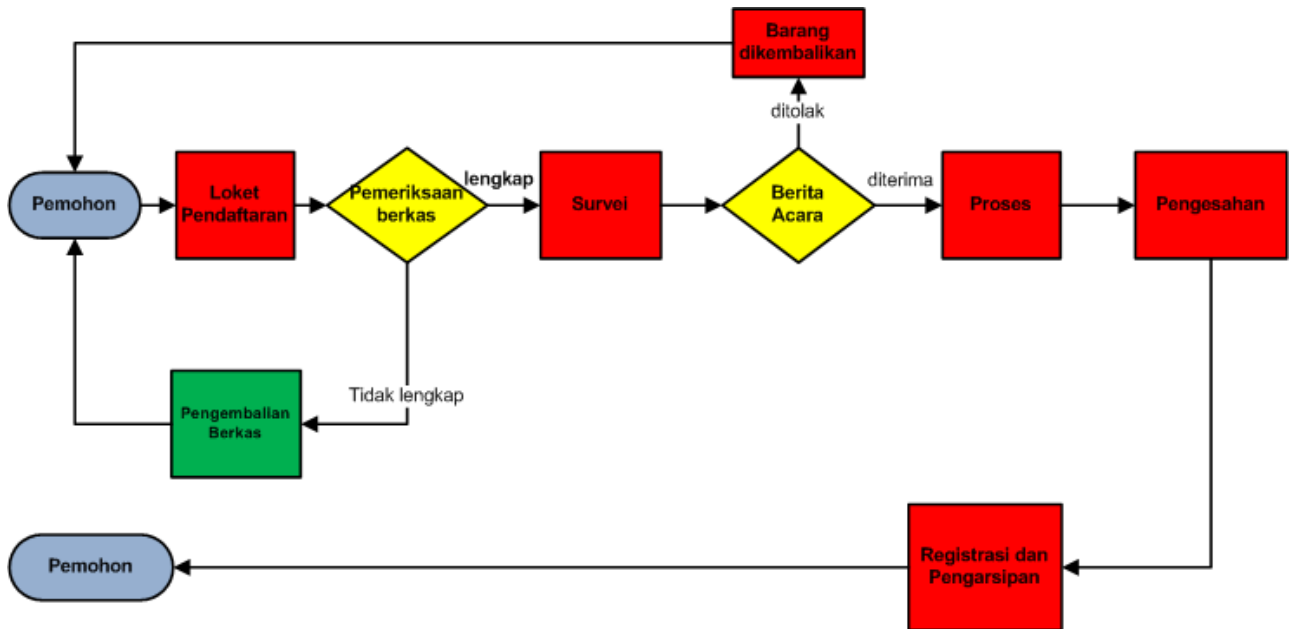 Barang
dikembalikan
ditolak
Pemohon
Loket
Pendaftaran
Pemeriksaan
berkas
lengkap
Survei
Berita
Acara
diterima
Proses
Pengesahan
Tidak lengkap
Pengembalian
Berkas
Pemohon
Registrasi dan
Pengarsipan